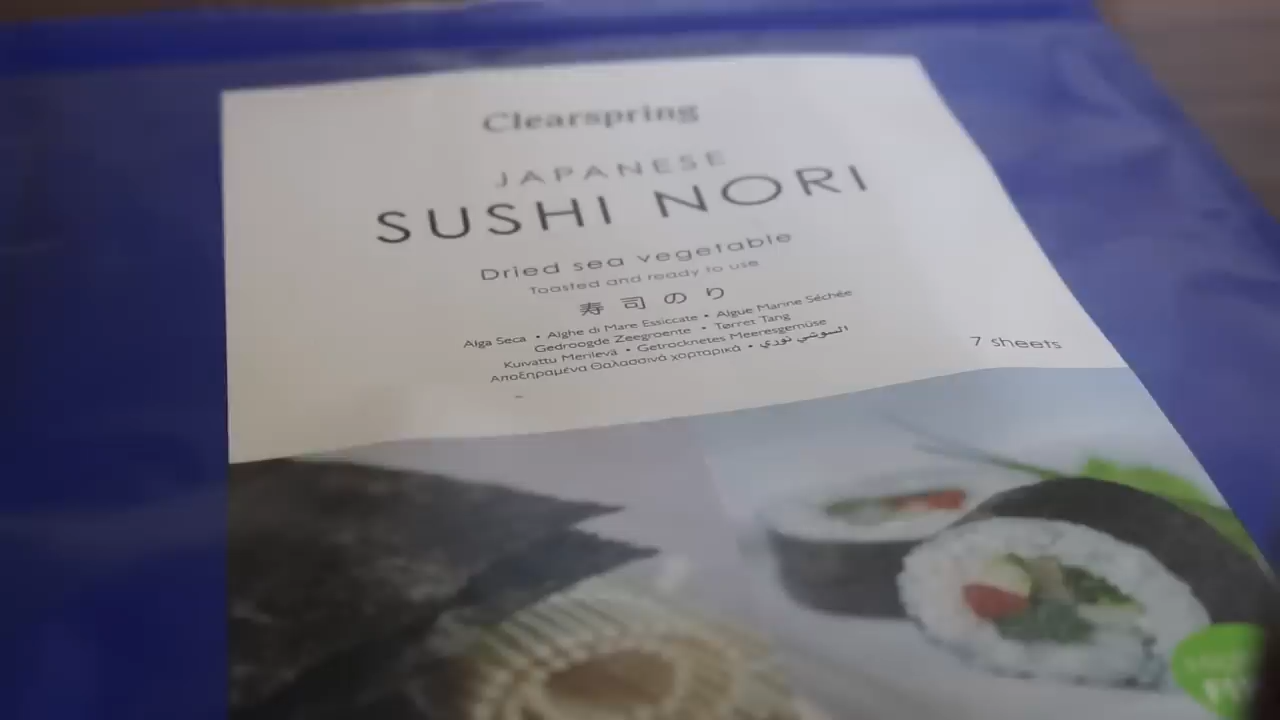 Clearspring
JAPANESE
SUSHI NORI
Dried sea vegetable
Toasted and ready to use
寿司のり
Alga Seca • Alghe di Mare Essiccate • Algue Marine Séchée
Gedroogde Zeegroente • Tørret Tang
Kuivattu Merilevä • Getrocknetes Meeresgemüse
Αποξηραμένα Θαλασσινά χορταρικά • السوشي نوري
7 sheets